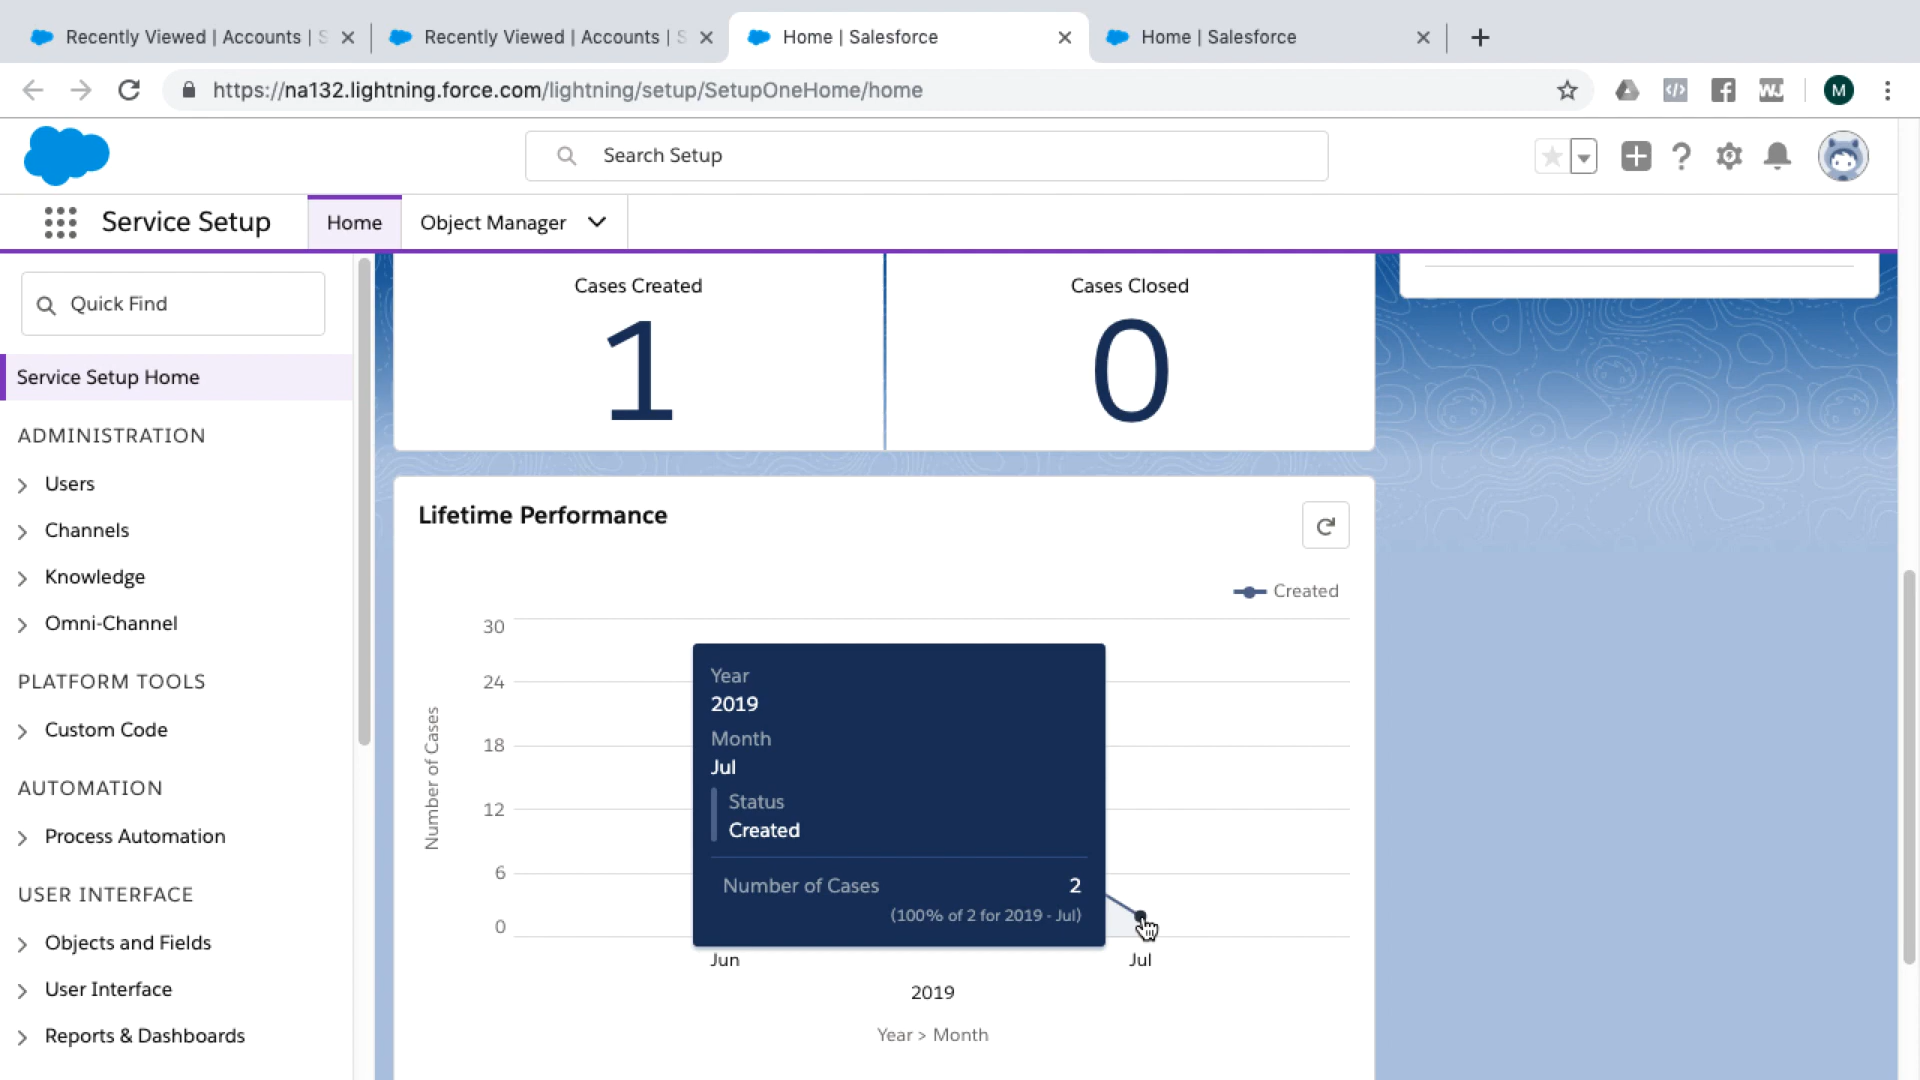 Recently Viewed | Accounts | S
Recently Viewed | Accounts | S
Home | Salesforce
Home | Salesforce
https://na132.lightning.force.com/lightning/setup/SetupOneHome/home
M
Search Setup
Service Setup
Home
Object Manager
Quick Find
Service Setup Home
ADMINISTRATION
Users
Channels
Knowledge
Omni-Channel
PLATFORM TOOLS
Custom Code
AUTOMATION
Process Automation
USER INTERFACE
Objects and Fields
User Interface
Reports & Dashboards
Cases Created
1
Cases Closed
0
Lifetime Performance
Created
Number of Cases
30
24
18
12
6
0
Year
2019
Month
Jul
Status
Created
Number of Cases 2
(100% of 2 for 2019 - Jul)
Jun
Jul
2019
Year > Month